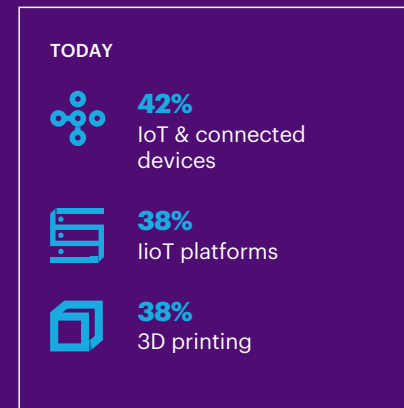 TODAY
42%
IoT & connected
devices
38%
IioT platforms
38%
3D printing